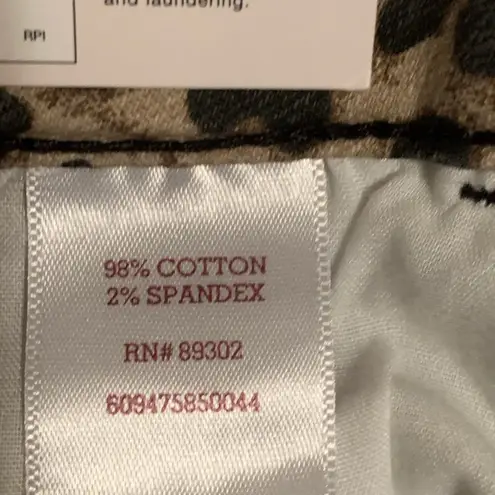 and laundering.
RPI
98% COTTON
2% SPANDEX
RN# 89302
609475850044